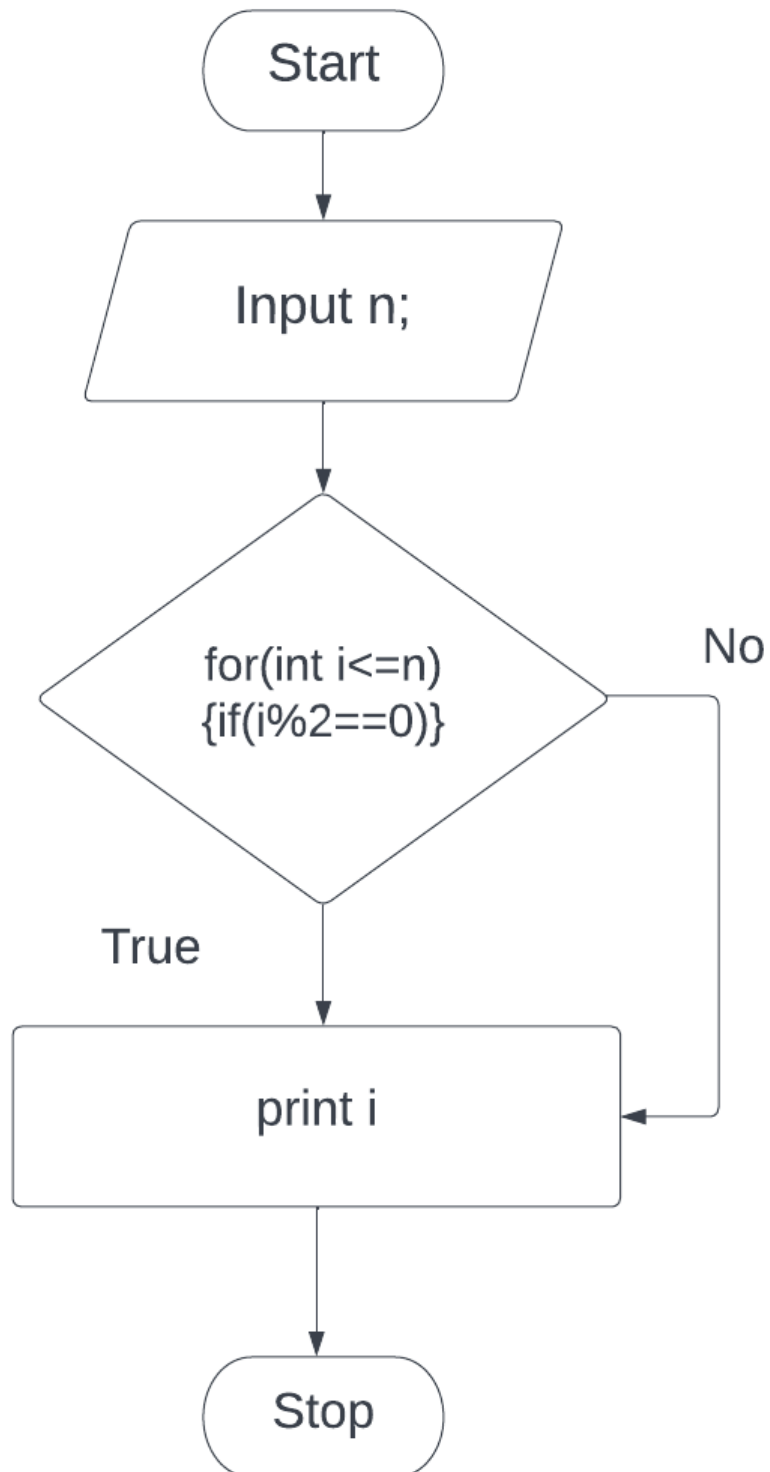 Start
Input n;
for(int i<=n)
{if(i%2==0)}
No
True
print i
Stop